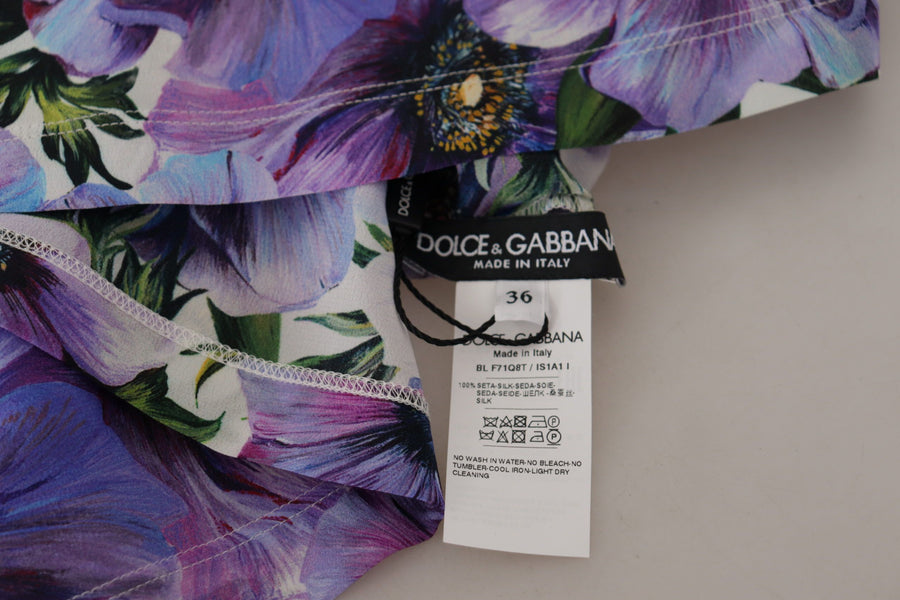 DOLCE
DOLCE & GABBANA
MADE IN ITALY
36
DOLCE & GABBANA
Made in Italy
8L F71Q8T / IS1A1 I
100% SETA-SILK-SEDA-SOIE-
SEDA-SEIDE-ШЕЛК -桑蚕丝-
SILK
NO WASH IN WATER-NO BLEACH-NO
TUMBLER-COOL IRON-LIGHT DRY
CLEANING